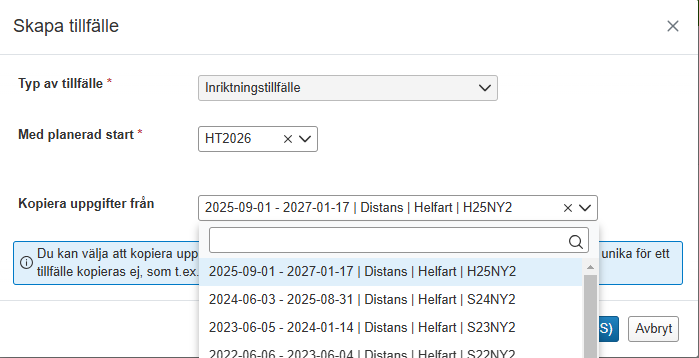 Skapa tillfälle
Typ av tillfälle *
Inriktningstillfälle
Med planerad start *
HT2026
Kopiera uppgifter från
2025-09-01 - 2027-01-17 | Distans | Helfart | H25NY2
Du kan välja att kopiera upp
unika för ett
tillfälle kopieras ej, som t.ex.
2025-09-01 - 2027-01-17 | Distans | Helfart | H25NY2
2024-06-03 - 2025-08-31 | Distans | Helfart | S24NY2
2023-06-05 - 2024-01-14 | Distans | Helfart | S23NY2
S)
Avbryt
2022-06-06 - 2023-06-04 | Distans | Helfart | S22NY2